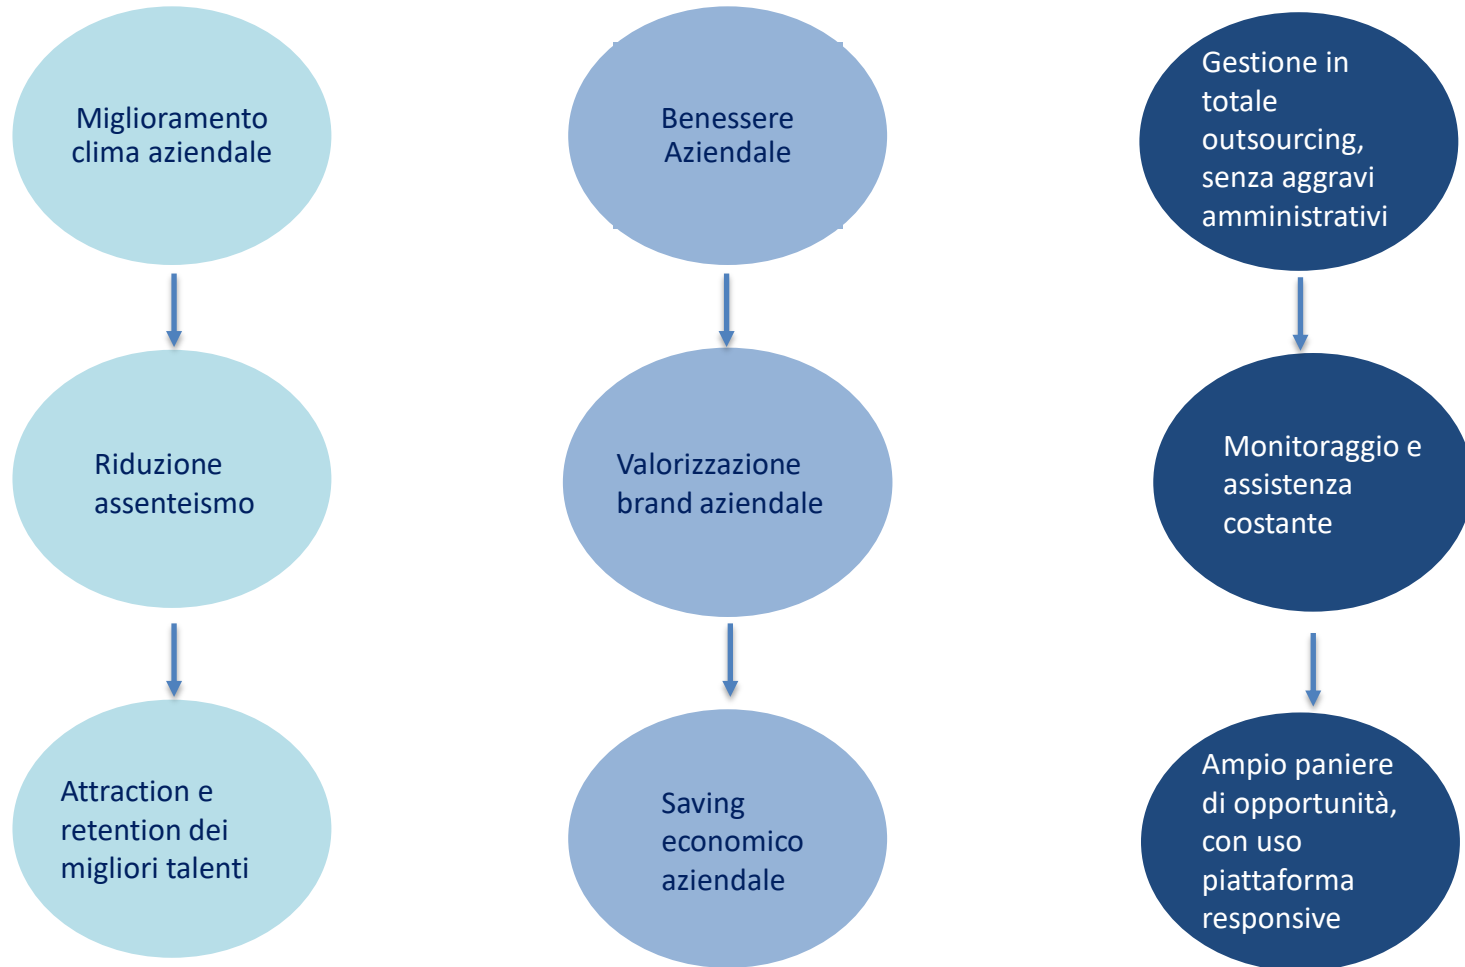 Miglioramento
clima aziendale
Benessere
Aziendale
Gestione in
totale
outsourcing,
senza aggravi
amministrativi
Riduzione
assenteismo
Valorizzazione
brand aziendale
Monitoraggio e
assistenza
costante
Attraction e
retention dei
migliori talenti
Saving
economico
aziendale
Ampio paniere
di opportunità,
con uso
piattaforma
responsive